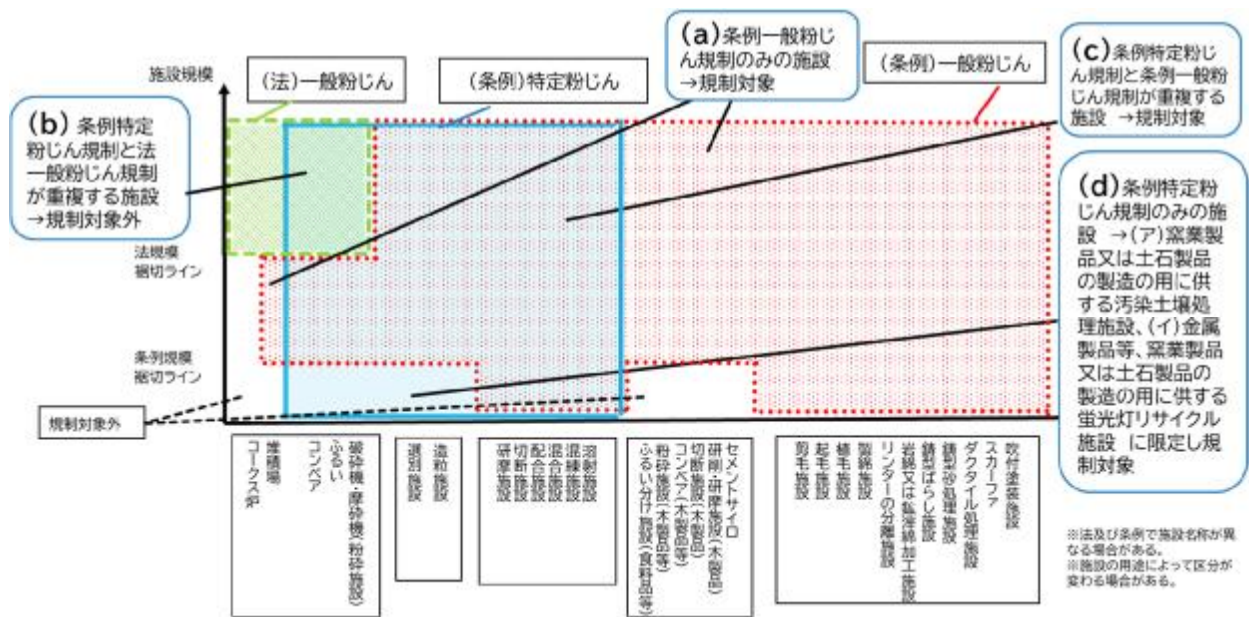 (a)条例一般粉じ
ん規制のみの施設
→規制対象
(c)条例特定粉じ
ん規制と条例一般粉
じん規制が重複する
施設 →規制対象
施設規模
(法)一般粉じん
(条例)特定粉じん
(条例)一般粉じん
(b) 条例特定
粉じん規制と法
一般粉じん規制
が重複する施設
→規制対象外
(d)条例特定粉
じん規制のみの施
設 →(ア)窯業製
品又は土石製品
の製造の用に供
する汚染土壌処
理施設、(イ)金属
製品等、窯業製品
又は土石製品の
製造の用に供する
蛍光灯リサイクル
施設 に限定し規
制対象
法規模
裾切ライン
条例規模
裾切ライン
規制対象外
コークス炉
堆積場
コンベア
ふるい
破砕機・摩砕機(粉砕施設)
選別施設
造粒施設
研摩施設
切断施設
配合施設
混合施設
混練施設
溶射施設
ふるい分け施設(食料品等)
粉砕施設(木製品等)
コンベア(木製品等)
切断施設(木製品)
研削・研摩施設(木製品)
セメントサイロ
剪毛施設
起毛施設
植毛施設
製綿施設
リンターの分離施設
岩綿又は鉱滓綿加工施設
鋳型ばらし施設
鋳型砂処理施設
ダクタイル処理施設
スカーファ
吹付塗装施設
※法及び条例で施設名称が異
なる場合がある。
※施設の用途によって区分が
変わる場合がある。